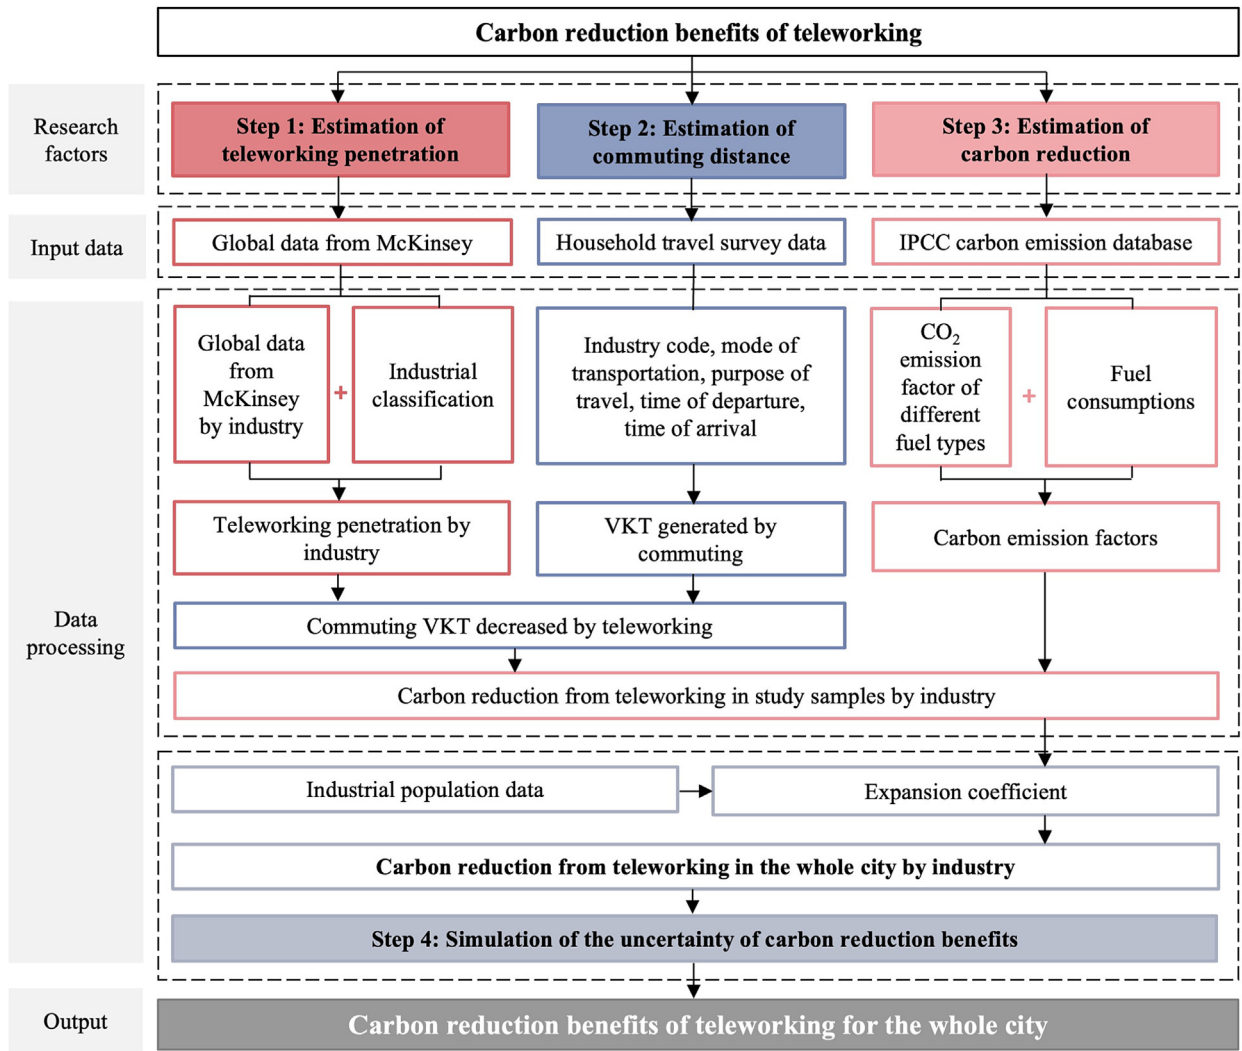 Carbon reduction benefits of teleworking
Research
factors
Step 1: Estimation of
teleworking penetration
Step 2: Estimation of
commuting distance
Step 3: Estimation of
carbon reduction
Input data
Global data from McKinsey
Household travel survey data
IPCC carbon emission database
Data
processing
Global data
from
McKinsey
by industry
+
Industrial
classification
Industry code, mode of
transportation, purpose of
travel, time of departure,
time of arrival
CO₂
emission
factor of
different
fuel types
+
Fuel
consumptions
Teleworking penetration by
industry
VKT generated by
commuting
Carbon emission factors
Commuting VKT decreased by teleworking
Carbon reduction from teleworking in study samples by industry
Industrial population data
Expansion coefficient
Carbon reduction from teleworking in the whole city by industry
Step 4: Simulation of the uncertainty of carbon reduction benefits
Output
Carbon reduction benefits of teleworking for the whole city